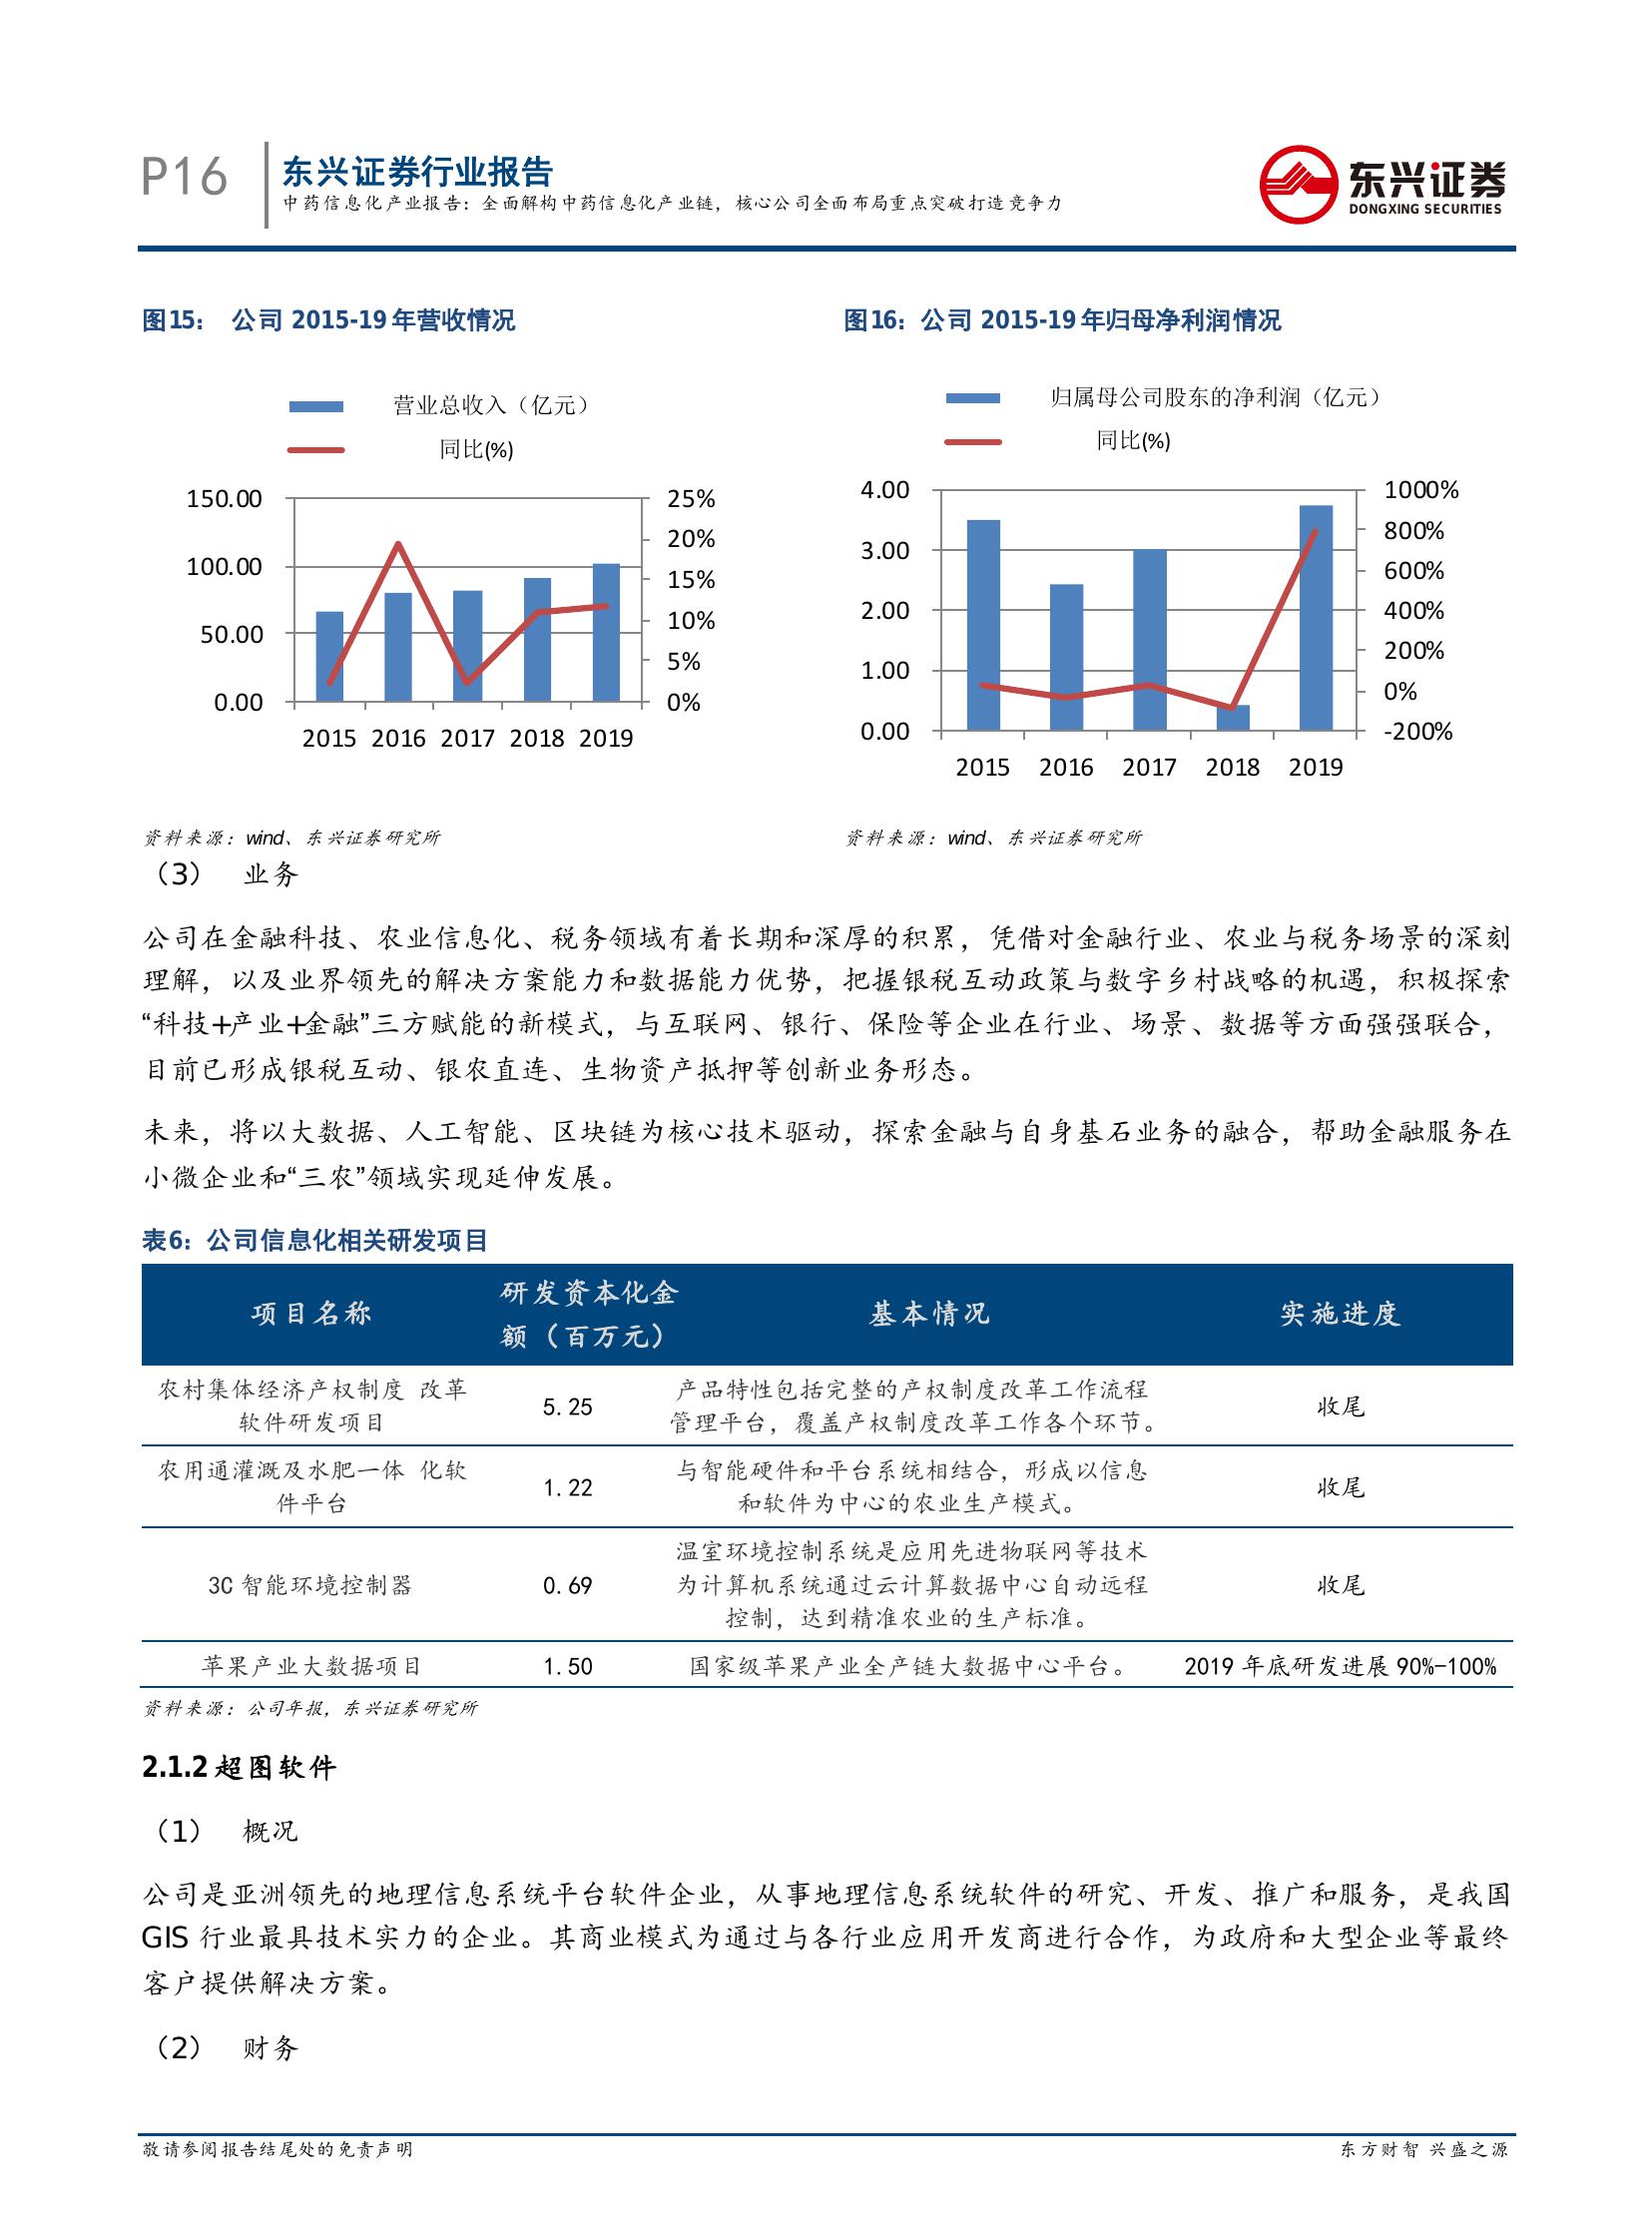 P16
东兴证券行业报告
中药信息化产业报告：全面解构中药信息化产业链，核心公司全面布局重点突破打造竞争力
东兴证券
DONGXING SECURITIES
图15： 公司 2015-19 年营收情况
营业总收入（亿元）
同比(%)
150.00
100.00
50.00
0.00
25%
20%
15%
10%
5%
0%
2015 2016 2017 2018 2019
资料来源：wind、东兴证券研究所
图16：公司 2015-19 年归母净利润情况
归属母公司股东的净利润（亿元）
同比(%)
4.00
3.00
2.00
1.00
0.00
1000%
800%
600%
400%
200%
0%
-200%
2015 2016 2017 2018 2019
资料来源：wind、东兴证券研究所
（3） 业务
公司在金融科技、农业信息化、税务领域有着长期和深厚的积累，凭借对金融行业、农业与税务场景的深刻
理解，以及业界领先的解决方案能力和数据能力优势，把握银税互动政策与数字乡村战略的机遇，积极探索
“科技+产业+金融”三方赋能的新模式，与互联网、银行、保险等企业在行业、场景、数据等方面强强联合，
目前已形成银税互动、银农直连、生物资产抵押等创新业务形态。
未来，将以大数据、人工智能、区块链为核心技术驱动，探索金融与自身基石业务的融合，帮助金融服务在
小微企业和“三农”领域实现延伸发展。
表6：公司信息化相关研发项目
项目名称
研发资本化金
额（百万元）
基本情况
实施进度
农村集体经济产权制度 改革
软件研发项目
5.25
产品特性包括完整的产权制度改革工作流程
管理平台，覆盖产权制度改革工作各个环节。
收尾
农用通灌溉及水肥一体 化软
件平台
1.22
与智能硬件和平台系统相结合，形成以信息
和软件为中心的农业生产模式。
收尾
3C 智能环境控制器
0.69
温室环境控制系统是应用先进物联网等技术
为计算机系统通过云计算数据中心自动远程
控制，达到精准农业的生产标准。
收尾
苹果产业大数据项目
1.50
国家级苹果产业全产链大数据中心平台。
2019 年底研发进展 90%-100%
资料来源：公司年报，东兴证券研究所
2.1.2 超图软件
（1） 概况
公司是亚洲领先的地理信息系统平台软件企业，从事地理信息系统软件的研究、开发、推广和服务，是我国
GIS 行业最具技术实力的企业。其商业模式为通过与各行业应用开发商进行合作，为政府和大型企业等最终
客户提供解决方案。
（2） 财务
敬请参阅报告结尾处的免责声明
东方财智 兴盛之源